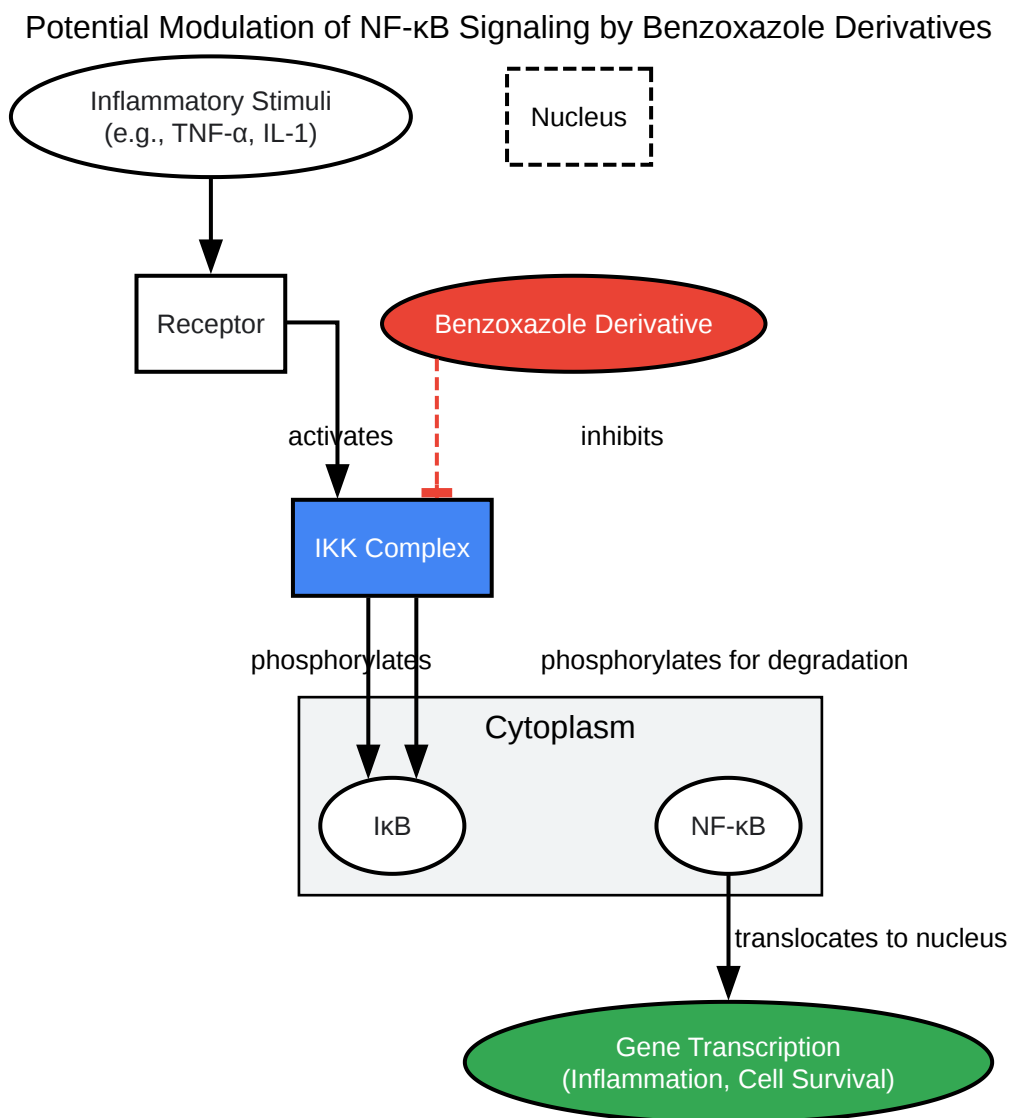 Potential Modulation of NF-κB Signaling by Benzoxazole Derivatives
Inflammatory Stimuli
(e.g., TNF-α, IL-1)
Nucleus
Receptor
Benzoxazole Derivative
activates
inhibits
IKK Complex
phosphorylates
phosphorylates for degradation
Cytoplasm
IκB
NF-κB
translocates to nucleus
Gene Transcription
(Inflammation, Cell Survival)